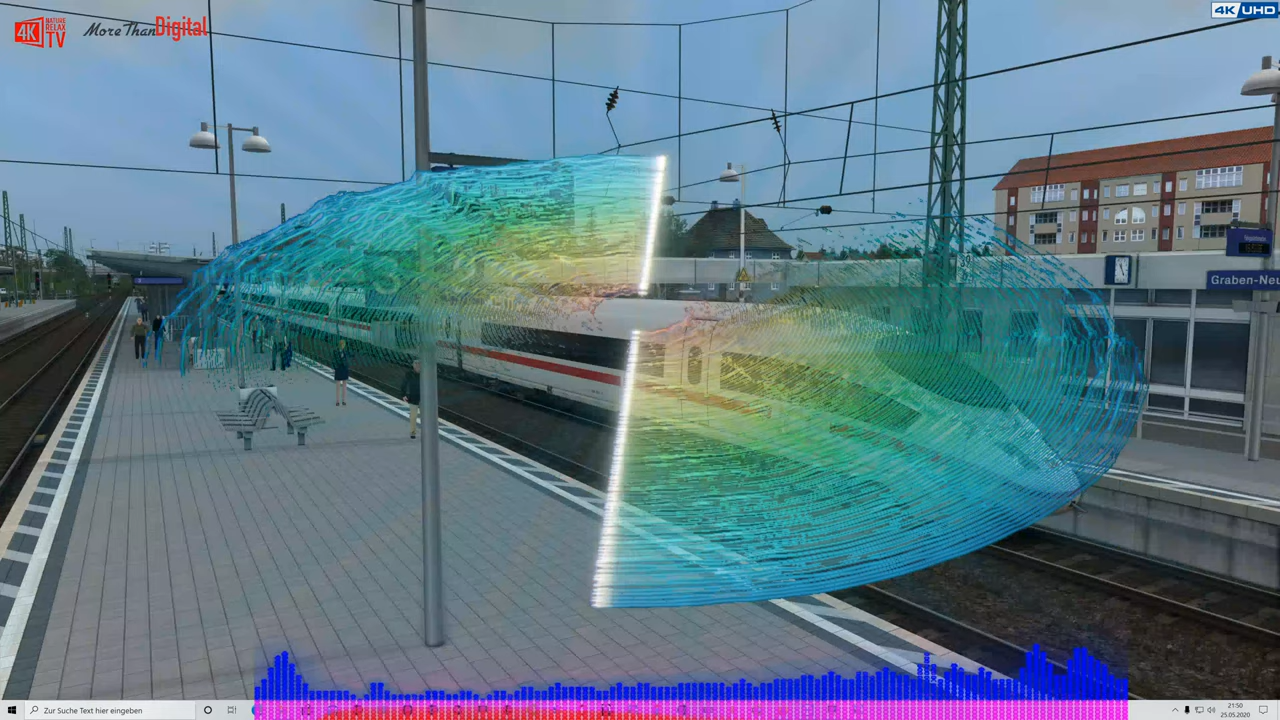 4K NATURE RELAX TV
More Than Digital
4K UHD
Graben-Neu
Zur Suche Text hier eingeben
21:50
25.05.2020